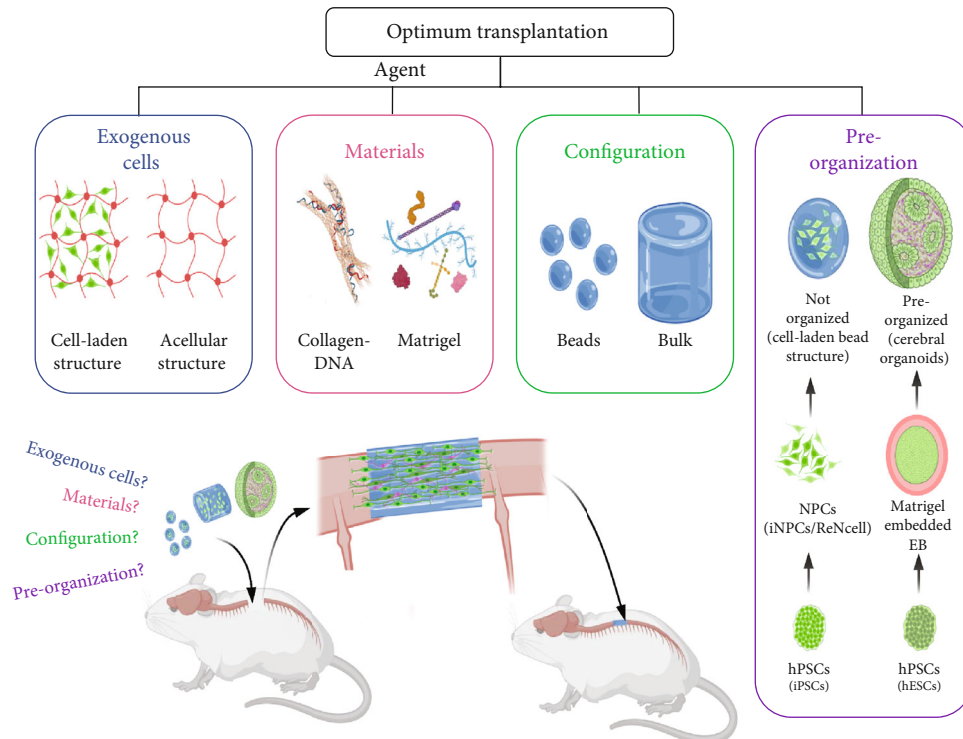 Optimum transplantation
Agent
Exogenous
cells
Cell-laden
structure
Acellular
structure
Materials
Collagen-
DNA
Matrigel
Configuration
Beads
Bulk
Pre-
organization
Not
organized
(cell-laden bead
structure)
Pre-
organized
(cerebral
organoids)
NPCs
(iNPCs/ReNcell)
Matrigel
embedded
EB
hPSCs
(iPSCs)
hPSCs
(hESCs)
Exogenous cells?
Materials?
Configuration?
Pre-organization?